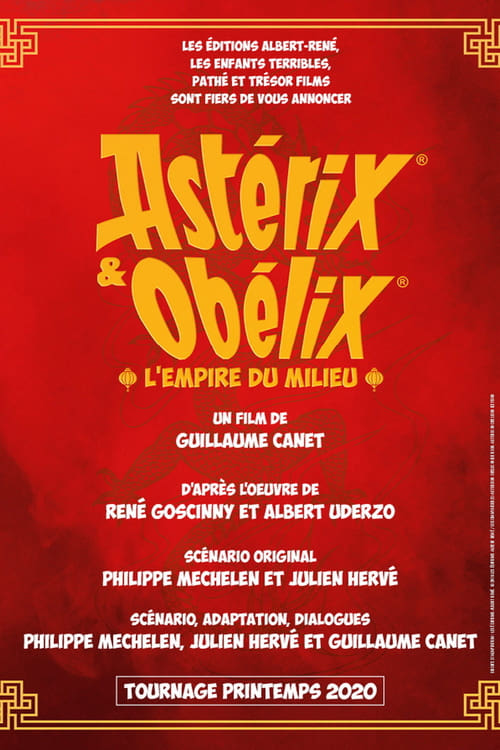 LES ÉDITIONS ALBERT-RENÉ,
LES ENFANTS TERRIBLES,
PATHÉ ET TRÉSOR FILMS
SONT FIERS DE VOUS ANNONCER
Astérix®
& Obélix®
L'EMPIRE DU MILIEU
UN FILM DE
GUILLAUME CANET
D'APRÈS L'OEUVRE DE
RENÉ GOSCINNY ET ALBERT UDERZO
SCÉNARIO ORIGINAL
PHILIPPE MECHELEN ET JULIEN HERVÉ
SCÉNARIO, ADAPTATION, DIALOGUES
PHILIPPE MECHELEN, JULIEN HERVÉ ET GUILLAUME CANET
TOURNAGE PRINTEMPS 2020